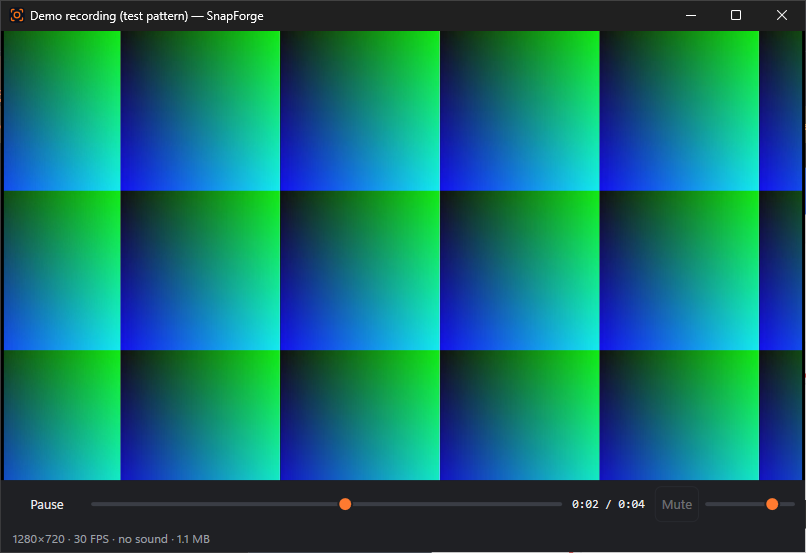 Demo recording (test pattern) — SnapForge
Pause
0:02 / 0:04
Mute
1280×720 · 30 FPS · no sound · 1.1 MB